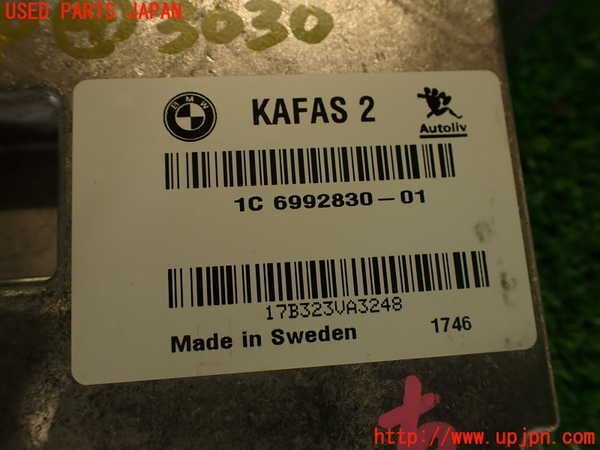 USED PARTS JAPAN
5030
BMW
KAFAS 2
Autoliv
1C 6992830-01
17B323VA3248
Made in Sweden
1746
http://www.upjpn.com/